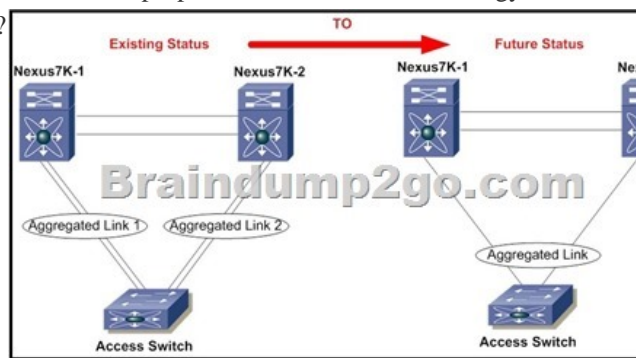 ?
TO
Existing Status
Future Status
Nexus7K-1
Nexus7K-2
Nexus7K-1
Braindump2go.com
Aggregated Link 1
Aggregated Link 2
Aggregated Link
Access Switch
Access Switch